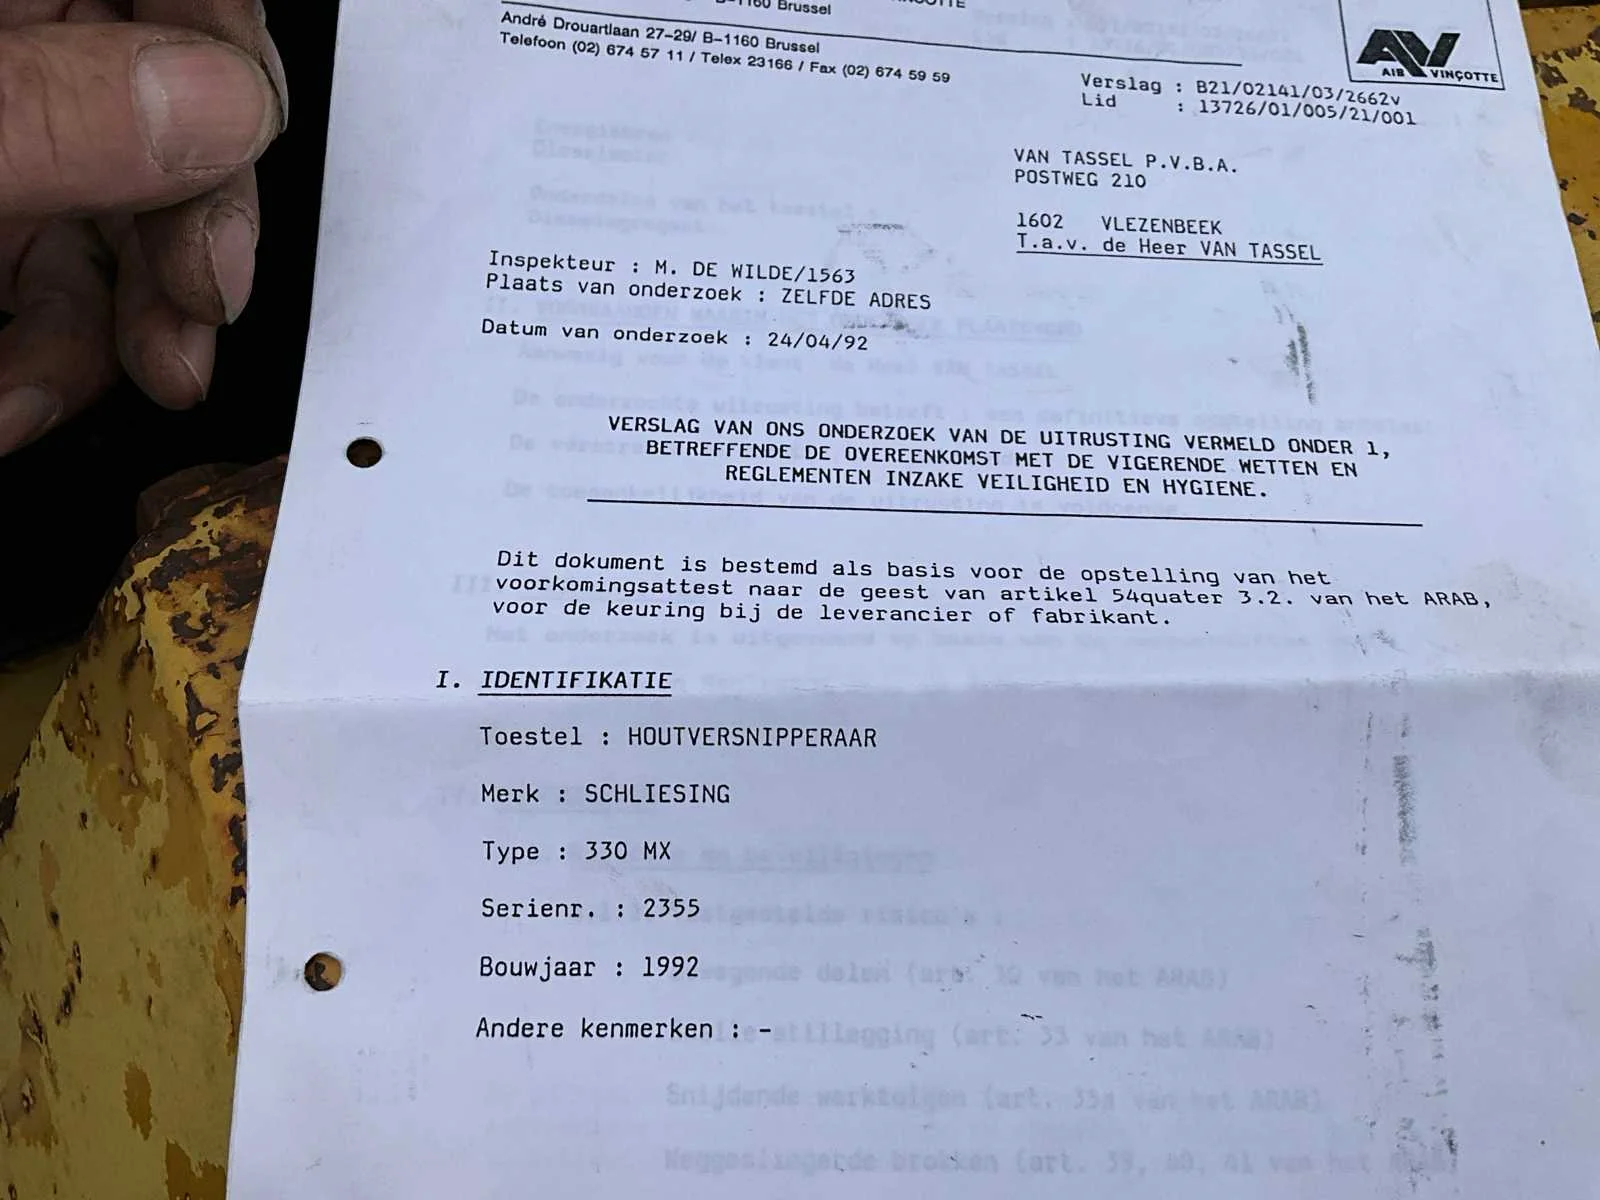 B-1160 Brussel
André Drouartlaan 27-29/ B-1160 Brussel
Telefoon (02) 674 57 11 / Telex 23166 / Fax (02) 674 59 59
AV
AIB VINÇOTTE
Verslag : B21/02141/03/2662v
Lid : 13726/01/005/21/001
VAN TASSEL P.V.B.A.
POSTWEG 210
1602 VLEZENBEEK
T.a.v. de Heer VAN TASSEL
Inspekteur : M. DE WILDE/1563
Plaats van onderzoek : ZELFDE ADRES
Datum van onderzoek : 24/04/92
VERSLAG VAN ONS ONDERZOEK VAN DE UITRUSTING VERMELD ONDER 1,
BETREFFENDE DE OVEREENKOMST MET DE VIGERENDE WETTEN EN
REGLEMENTEN INZAKE VEILIGHEID EN HYGIENE.
Dit dokument is bestemd als basis voor de opstelling van het
voorkomingsattest naar de geest van artikel 54quater 3.2. van het ARAB,
voor de keuring bij de leverancier of fabrikant.
I. IDENTIFIKATIE
Toestel : HOUTVERSNIPPERAAR
Merk : SCHLIESING
Type : 330 MX
Serienr. : 2355
Bouwjaar : 1992
Andere kenmerken : -